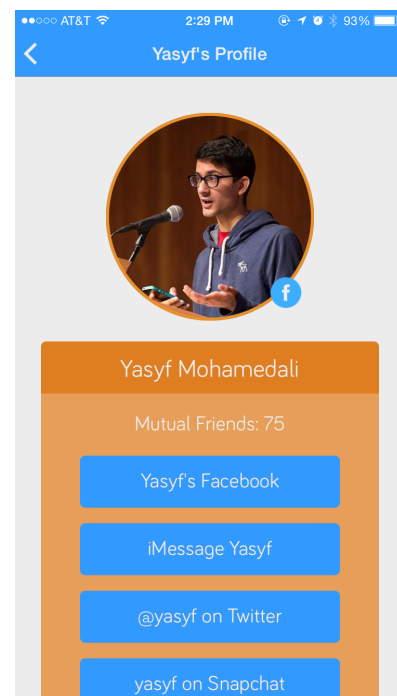 AT&T 2:29 PM 93%
Yasyf's Profile
f
Yasyf Mohamedali
Mutual Friends: 75
Yasyf's Facebook
iMessage Yasyf
@yasyf on Twitter
yasyf on Snapchat